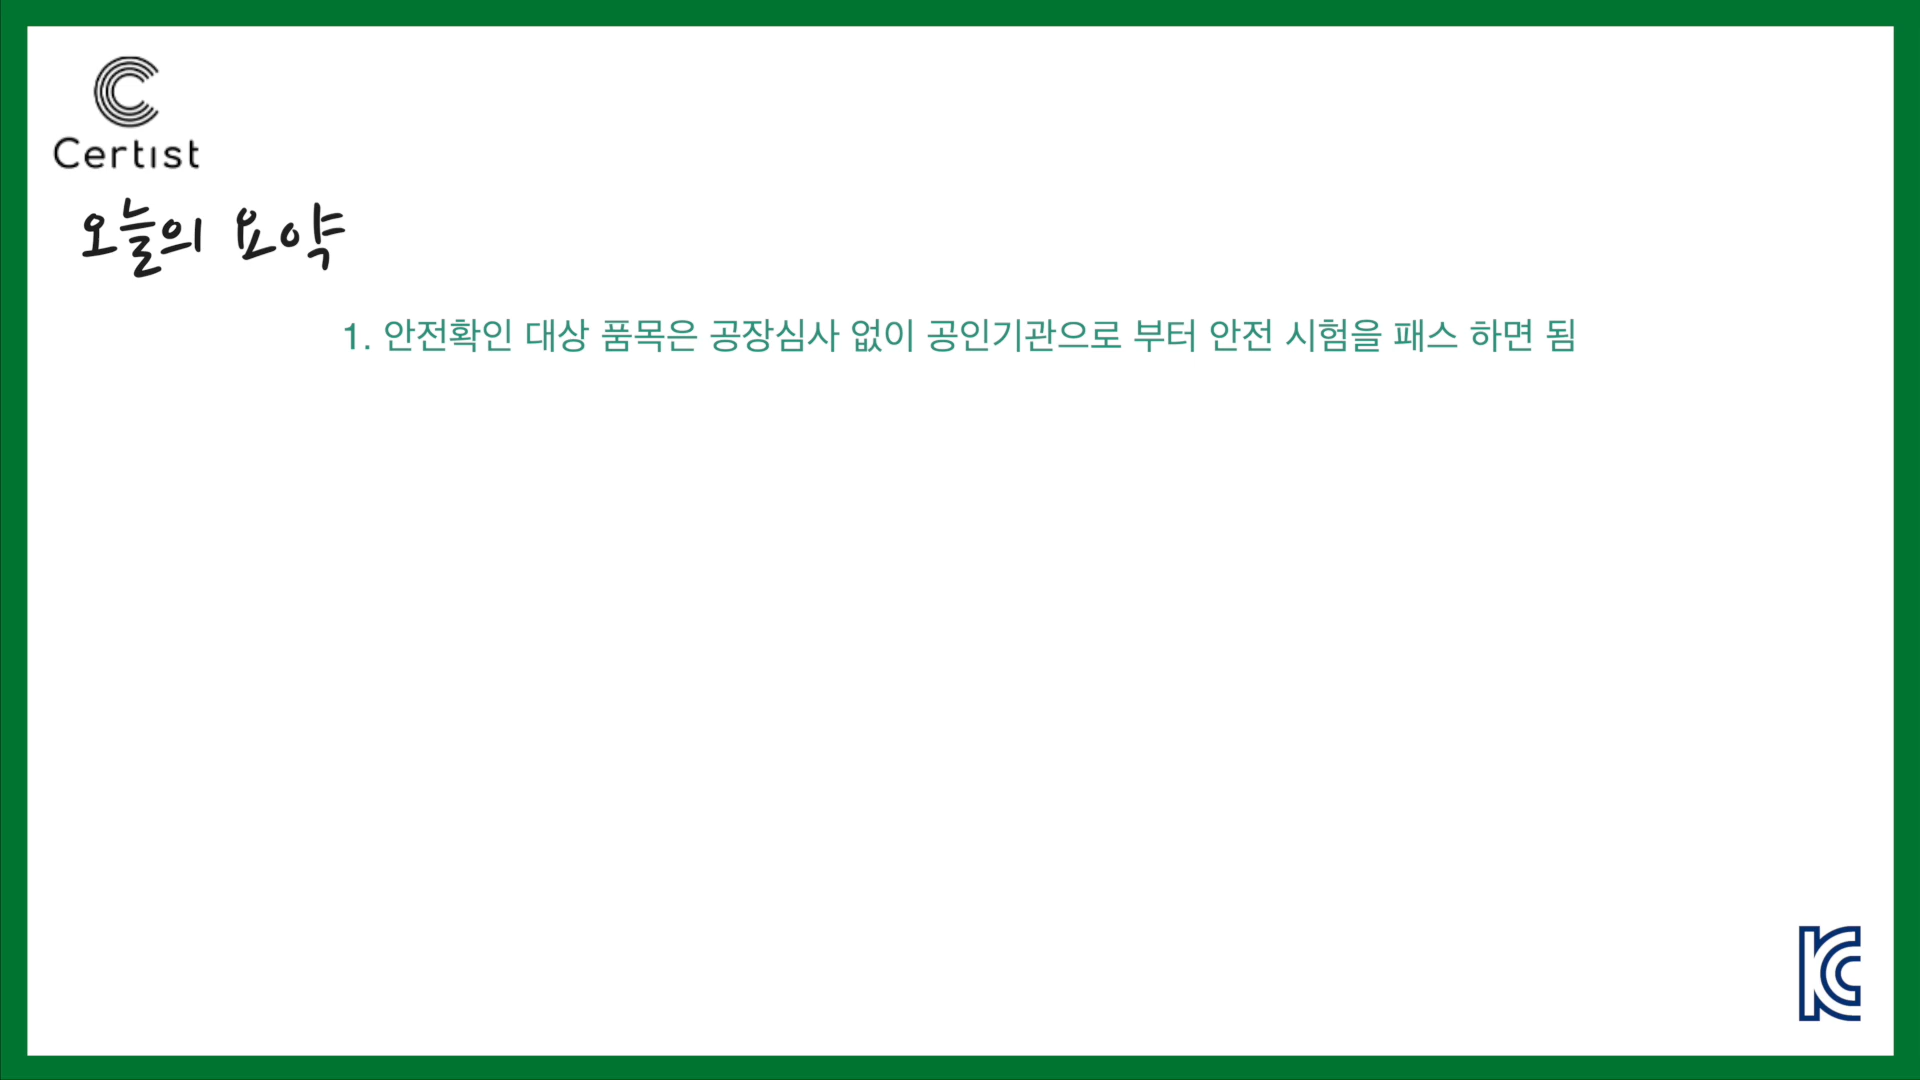 Certist
오늘의 요약
1. 안전확인 대상 품목은 공장심사 없이 공인기관으로 부터 안전 시험을 패스 하면 됨
KC